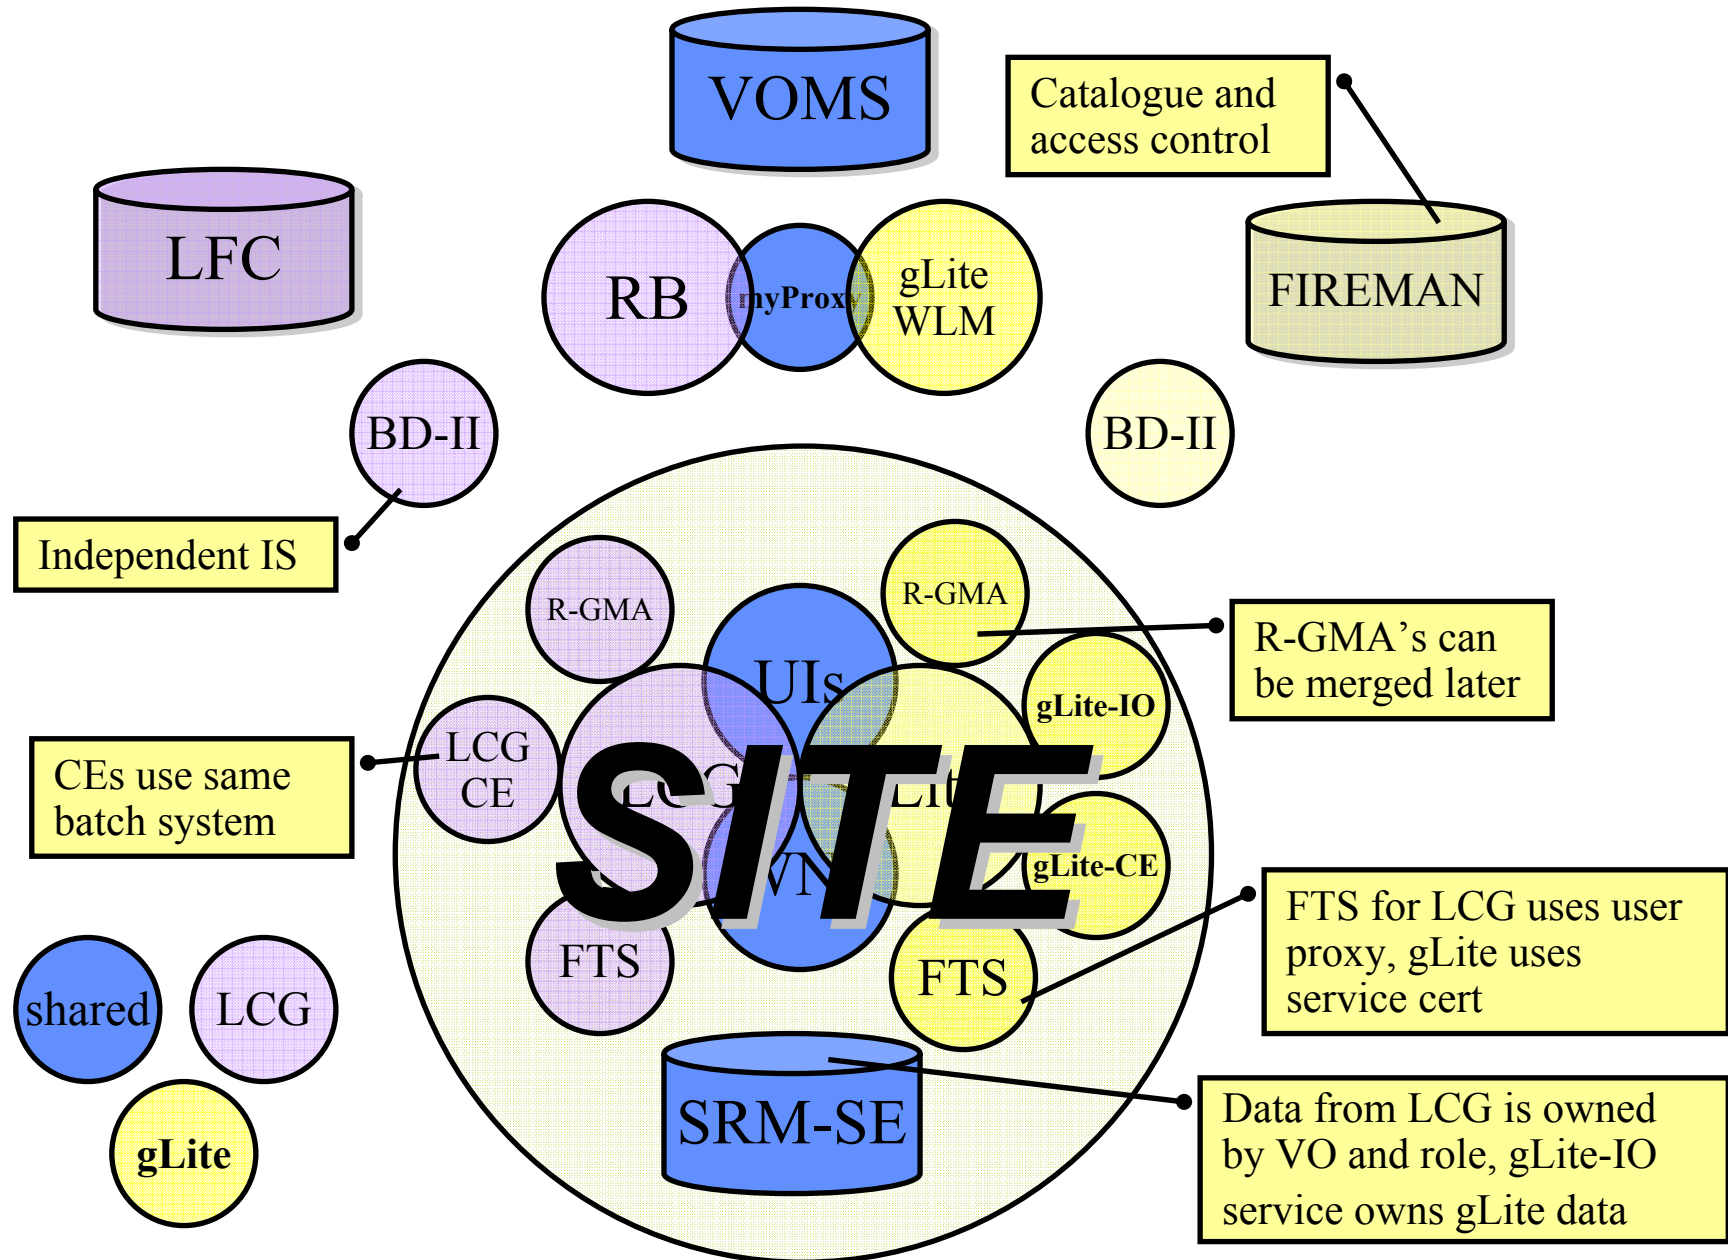 VOMS
Catalogue and
access control
LFC
RB
myProxy
gLite
WLM
FIREMAN
BD-II
BD-II
Independent IS
R-GMA
R-GMA
UIs
R-GMA's can
be merged later
gLite-IO
LCG
CE
CEs use same
batch system
LCG
SITE
gLite-CE
FTS
FTS
FTS for LCG uses user
proxy, gLite uses
service cert
shared
LCG
gLite
SRM-SE
Data from LCG is owned
by VO and role, gLite-IO
service owns gLite data